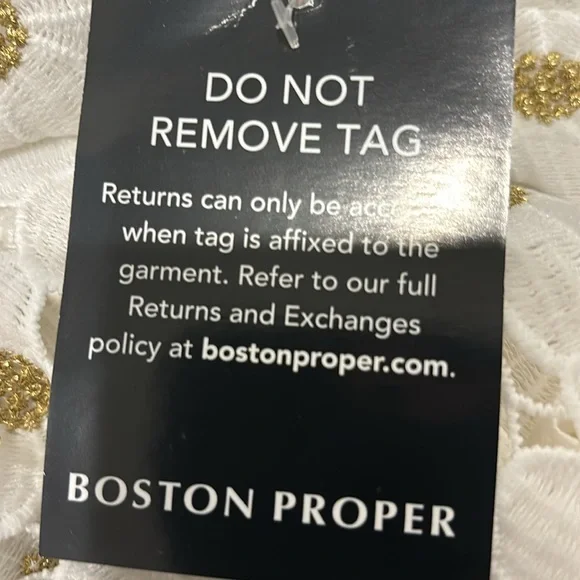 DO NOT
REMOVE TAG
Returns can only be
when tag is affixed to the
garment. Refer to our full
Returns and Exchanges
policy at bostonproper.com.
BOSTON PROPER